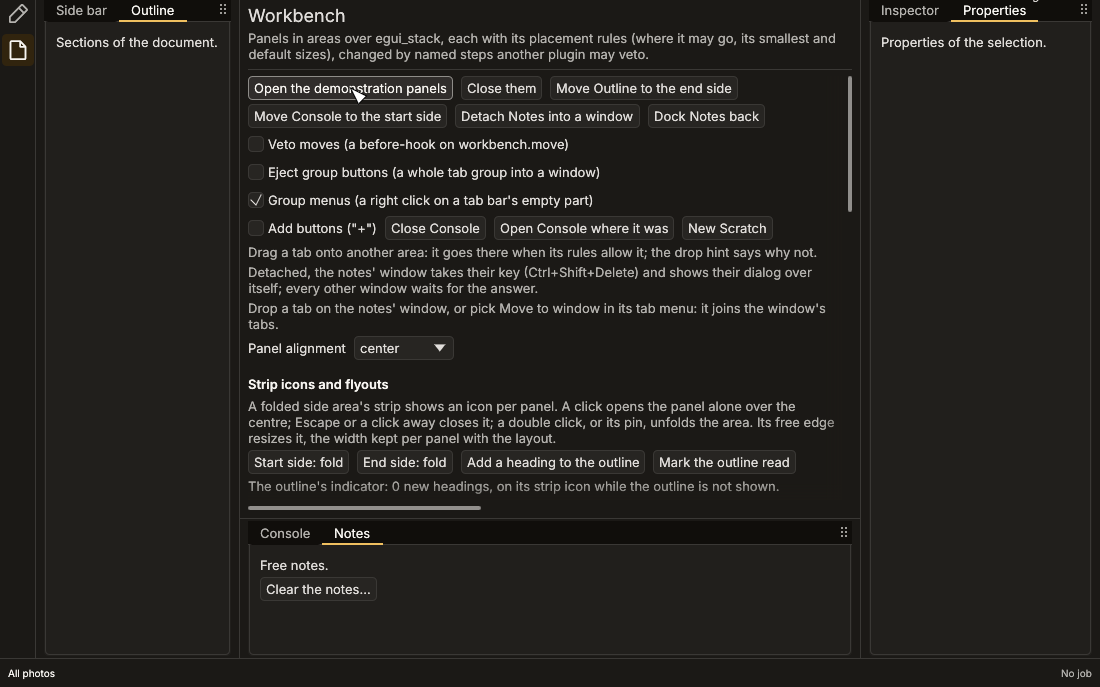 Side bar
Outline
Sections of the document.
Workbench
Panels in areas over egui_stack, each with its placement rules (where it may go, its smallest and
default sizes), changed by named steps another plugin may veto.
Open the demonstration panels
Close them
Move Outline to the end side
Move Console to the start side
Detach Notes into a window
Dock Notes back
Veto moves (a before-hook on workbench.move)
Eject group buttons (a whole tab group into a window)
Group menus (a right click on a tab bar's empty part)
Add buttons ("+")
Close Console
Open Console where it was
New Scratch
Drag a tab onto another area: it goes there when its rules allow it; the drop hint says why not.
Detached, the notes' window takes their key (Ctrl+Shift+Delete) and shows their dialog over
itself; every other window waits for the answer.
Drop a tab on the notes' window, or pick Move to window in its tab menu: it joins the window's
tabs.
Panel alignment
center
Strip icons and flyouts
A folded side area's strip shows an icon per panel. A click opens the panel alone over the
centre; Escape or a click away closes it; a double click, or its pin, unfolds the area. Its free edge
resizes it, the width kept per panel with the layout.
Start side: fold
End side: fold
Add a heading to the outline
Mark the outline read
The outline's indicator: 0 new headings, on its strip icon while the outline is not shown.
Console
Notes
Free notes.
Clear the notes...
Inspector
Properties
Properties of the selection.
All photos
No job